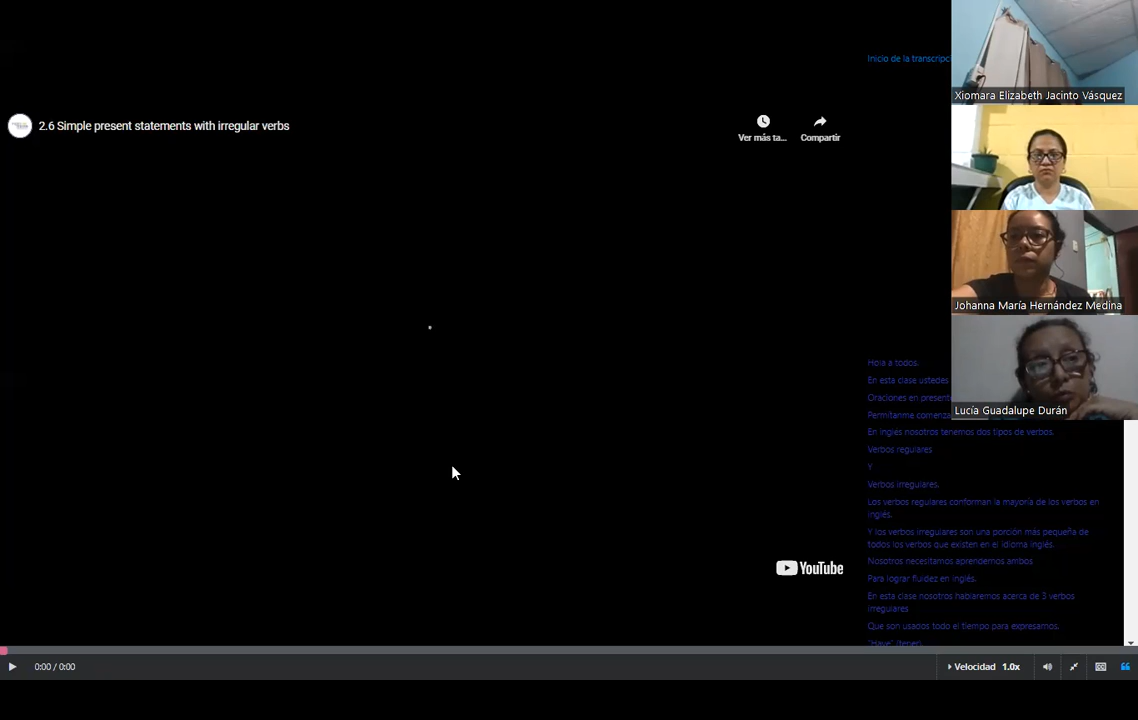 2.6 Simple present statements with irregular verbs
Ver más ta...
Compartir
YouTube
Inicio de la transcripc
Hola a todos.
En esta clase ustedes
Oraciones en present
Permítanme comenza
En inglés nosotros tenemos dos tipos de verbos.
Verbos regulares
Y
Verbos irregulares.
Los verbos regulares conforman la mayoría de los verbos en
inglés.
Y los verbos irregulares son una porción más pequeña de
todos los verbos que existen en el idioma inglés.
Nosotros necesitamos aprendernos ambos
Para lograr fluidez en inglés.
En esta clase nosotros hablaremos acerca de 3 verbos
irregulares
Que son usados todo el tiempo para expresarnos.
"Have" (tener)
Xiomara Elizabeth Jacinto Vásquez
Johanna María Hernández Medina
Lucía Guadalupe Durán
0:00 / 0:00
Velocidad 1.0x